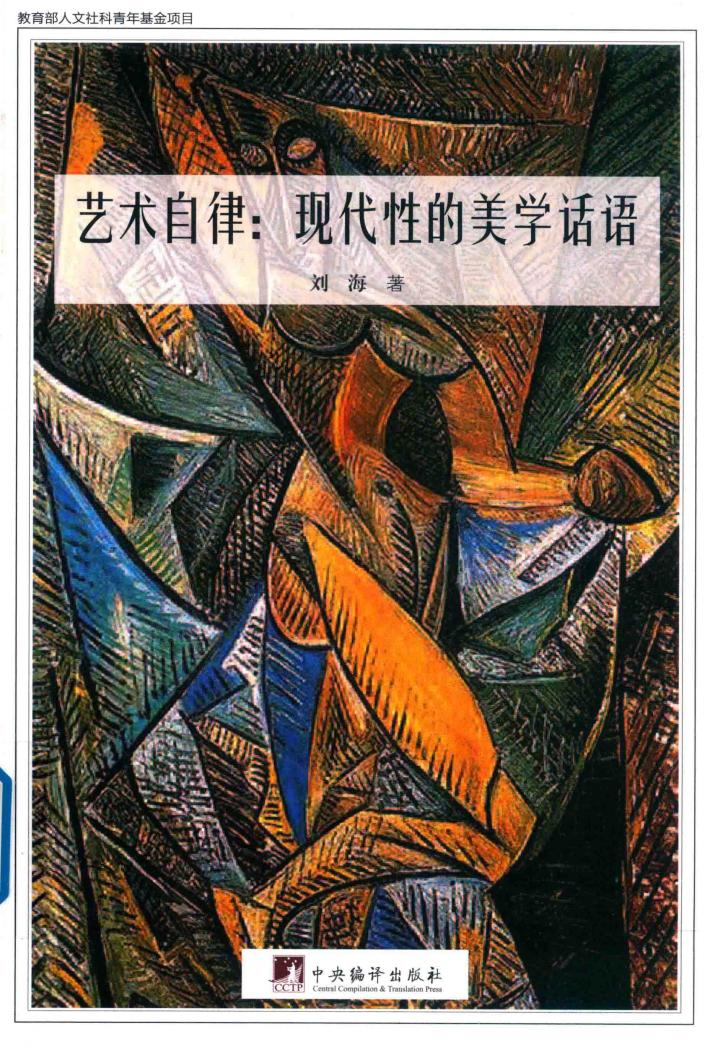 教育部人文社科青年基金项目
艺术自律：现代性的美学话语
刘海 著
CCTP
中央编译出版社
Central Compilation & Translation Press